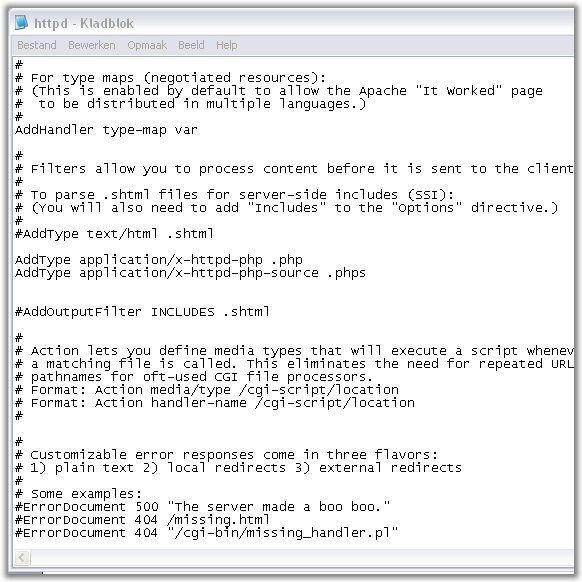 httpd - Kladblok
Bestand Bewerken Opmaak Beeld Help
#
# For type maps (negotiated resources):
# (This is enabled by default to allow the Apache "It Worked" page
#  to be distributed in multiple languages.)
#
AddHandler type-map var

#
# Filters allow you to process content before it is sent to the client
#
# To parse .shtml files for server-side includes (SSI):
# (You will also need to add "Includes" to the "Options" directive.)
#
#AddType text/html .shtml

AddType application/x-httpd-php .php
AddType application/x-httpd-php-source .phps


#AddOutputFilter INCLUDES .shtml

#
# Action lets you define media types that will execute a script whenev
# a matching file is called. This eliminates the need for repeated URL
# pathnames for oft-used CGI file processors.
# Format: Action media/type /cgi-script/location
# Format: Action handler-name /cgi-script/location
#

#
# Customizable error responses come in three flavors:
# 1) plain text 2) local redirects 3) external redirects
#
# Some examples:
#ErrorDocument 500 "The server made a boo boo."
#ErrorDocument 404 /missing.html
#ErrorDocument 404 "/cgi-bin/missing_handler.pl"